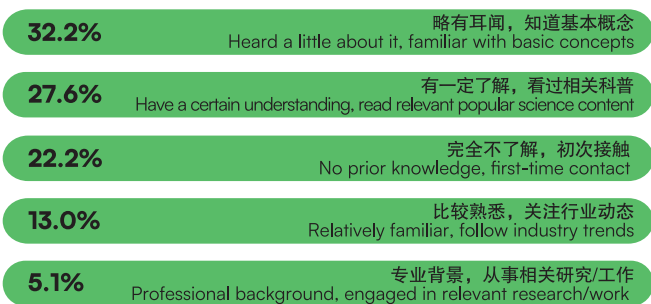 32.2%
略有耳闻，知道基本概念
Heard a little about it, familiar with basic concepts
27.6%
有一定了解，看过相关科普
Have a certain understanding, read relevant popular science content
22.2%
完全不了解，初次接触
No prior knowledge, first-time contact
13.0%
比较熟悉，关注行业动态
Relatively familiar, follow industry trends
5.1%
专业背景，从事相关研究/工作
Professional background, engaged in relevant research/work